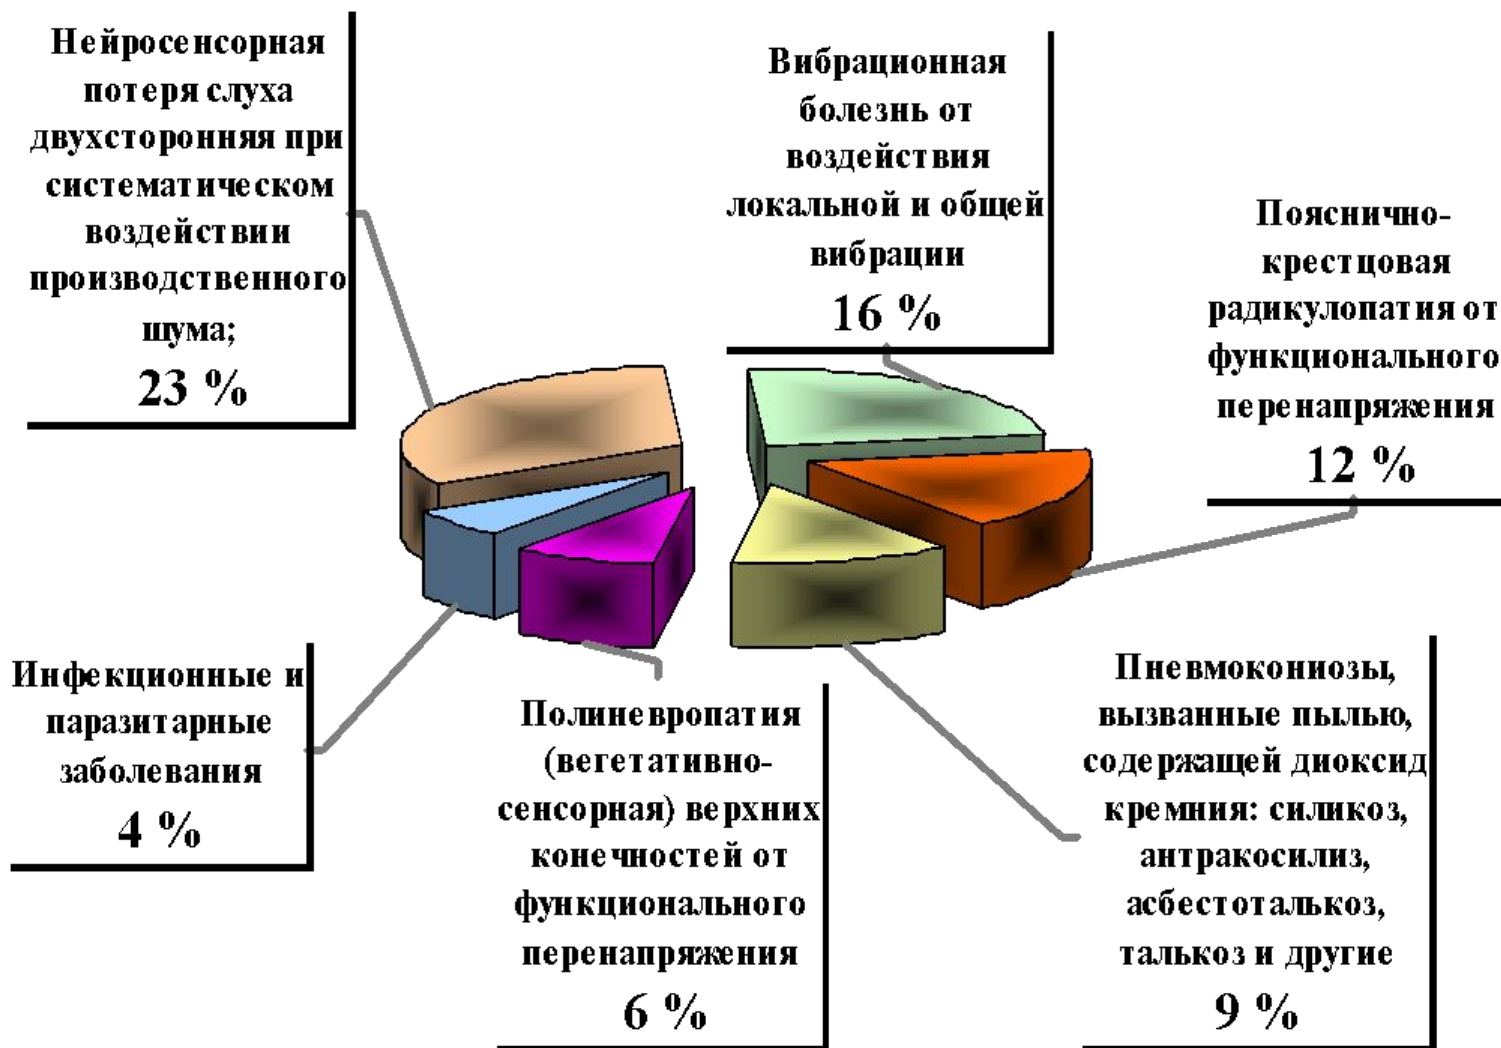 Нейросенсорная
потеря слуха
двухсторонняя при
систематическом
воздействии
производственного
шума;
23 %
Вибрационная
болезнь от
воздействия
локальной и общей
вибрации
16 %
Пояснично-
крестцовая
радикулопатия от
функционального
перенапряжения
12 %
Инфекционные и
паразитарные
заболевания
4 %
Полиневропатия
(вегетативно-
сенсорная) верхних
конечностей от
функционального
перенапряжения
6 %
Пневмокониозы,
вызванные пылью,
содержащей диоксид
кремния: силикоз,
антракосилиз,
асбестоталькоз,
талькоз и другие
9 %